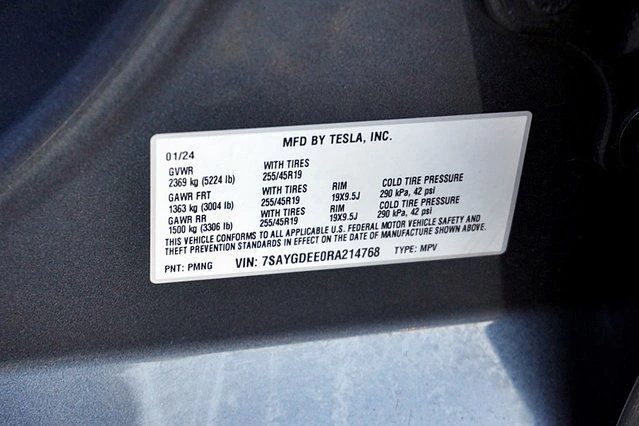 MFD BY TESLA, INC.
01/24
GVWR WITH TIRES
2369 kg (5224 lb) 255/45R19
GAWR FRT WITH TIRES RIM COLD TIRE PRESSURE
1363 kg (3004 lb) 255/45R19 19X9.5J 290 kPa, 42 psi
GAWR RR WITH TIRES RIM COLD TIRE PRESSURE
1500 kg (3306 lb) 255/45R19 19X9.5J 290 kPa, 42 psi
THIS VEHICLE CONFORMS TO ALL APPLICABLE U.S. FEDERAL MOTOR VEHICLE SAFETY AND
THEFT PREVENTION STANDARDS IN EFFECT ON THE DATE OF MANUFACTURE SHOWN ABOVE.
PNT: PMNG VIN: 7SAYGDEE0RA214768 TYPE: MPV